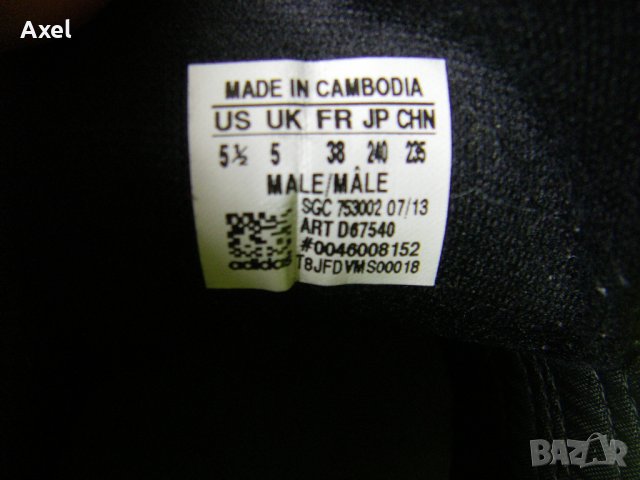 Axel
MADE IN CAMBODIA
US UK FR JP CHN
5½ 5 38 240 235
MALE/MÂLE
SGC 753002 07/13
ART D67540
#0046008152
adidas T8JFDVMS00018
BAZAR